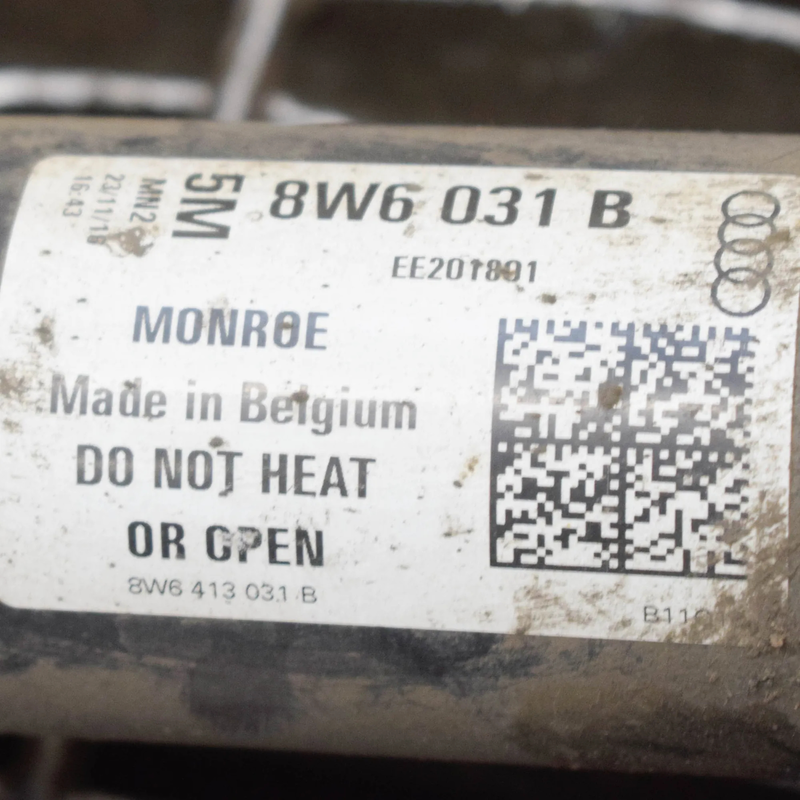 5M
8W6 031 B
MN2
23/11/18
16:43
EE201891
MONROE
Made in Belgium
DO NOT HEAT
OR OPEN
8W6 413 031 B